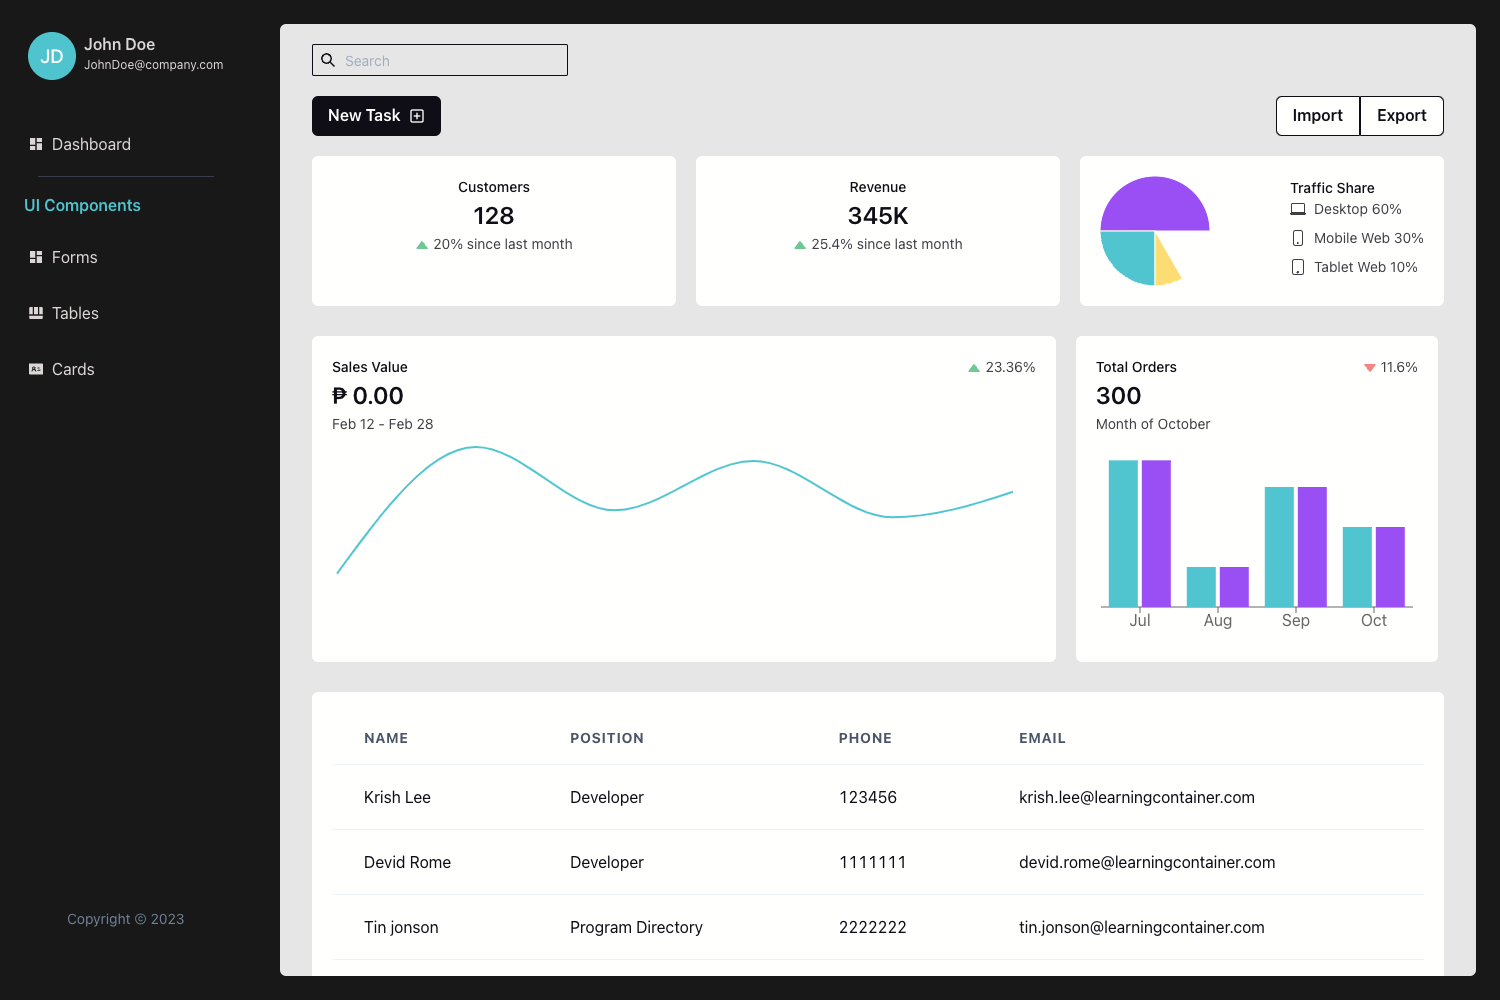 JD
John Doe
JohnDoe@company.com
Dashboard
UI Components
Forms
Tables
Cards
Copyright © 2023
Search
New Task
Import
Export
Customers
128
20% since last month
Revenue
345K
25.4% since last month
Traffic Share
Desktop 60%
Mobile Web 30%
Tablet Web 10%
Sales Value
23.36%
₱ 0.00
Feb 12 - Feb 28
Total Orders
11.6%
300
Month of October
Jul Aug Sep Oct
NAME POSITION PHONE EMAIL
Krish Lee Developer 123456 krish.lee@learningcontainer.com
Devid Rome Developer 1111111 devid.rome@learningcontainer.com
Tin jonson Program Directory 2222222 tin.jonson@learningcontainer.com